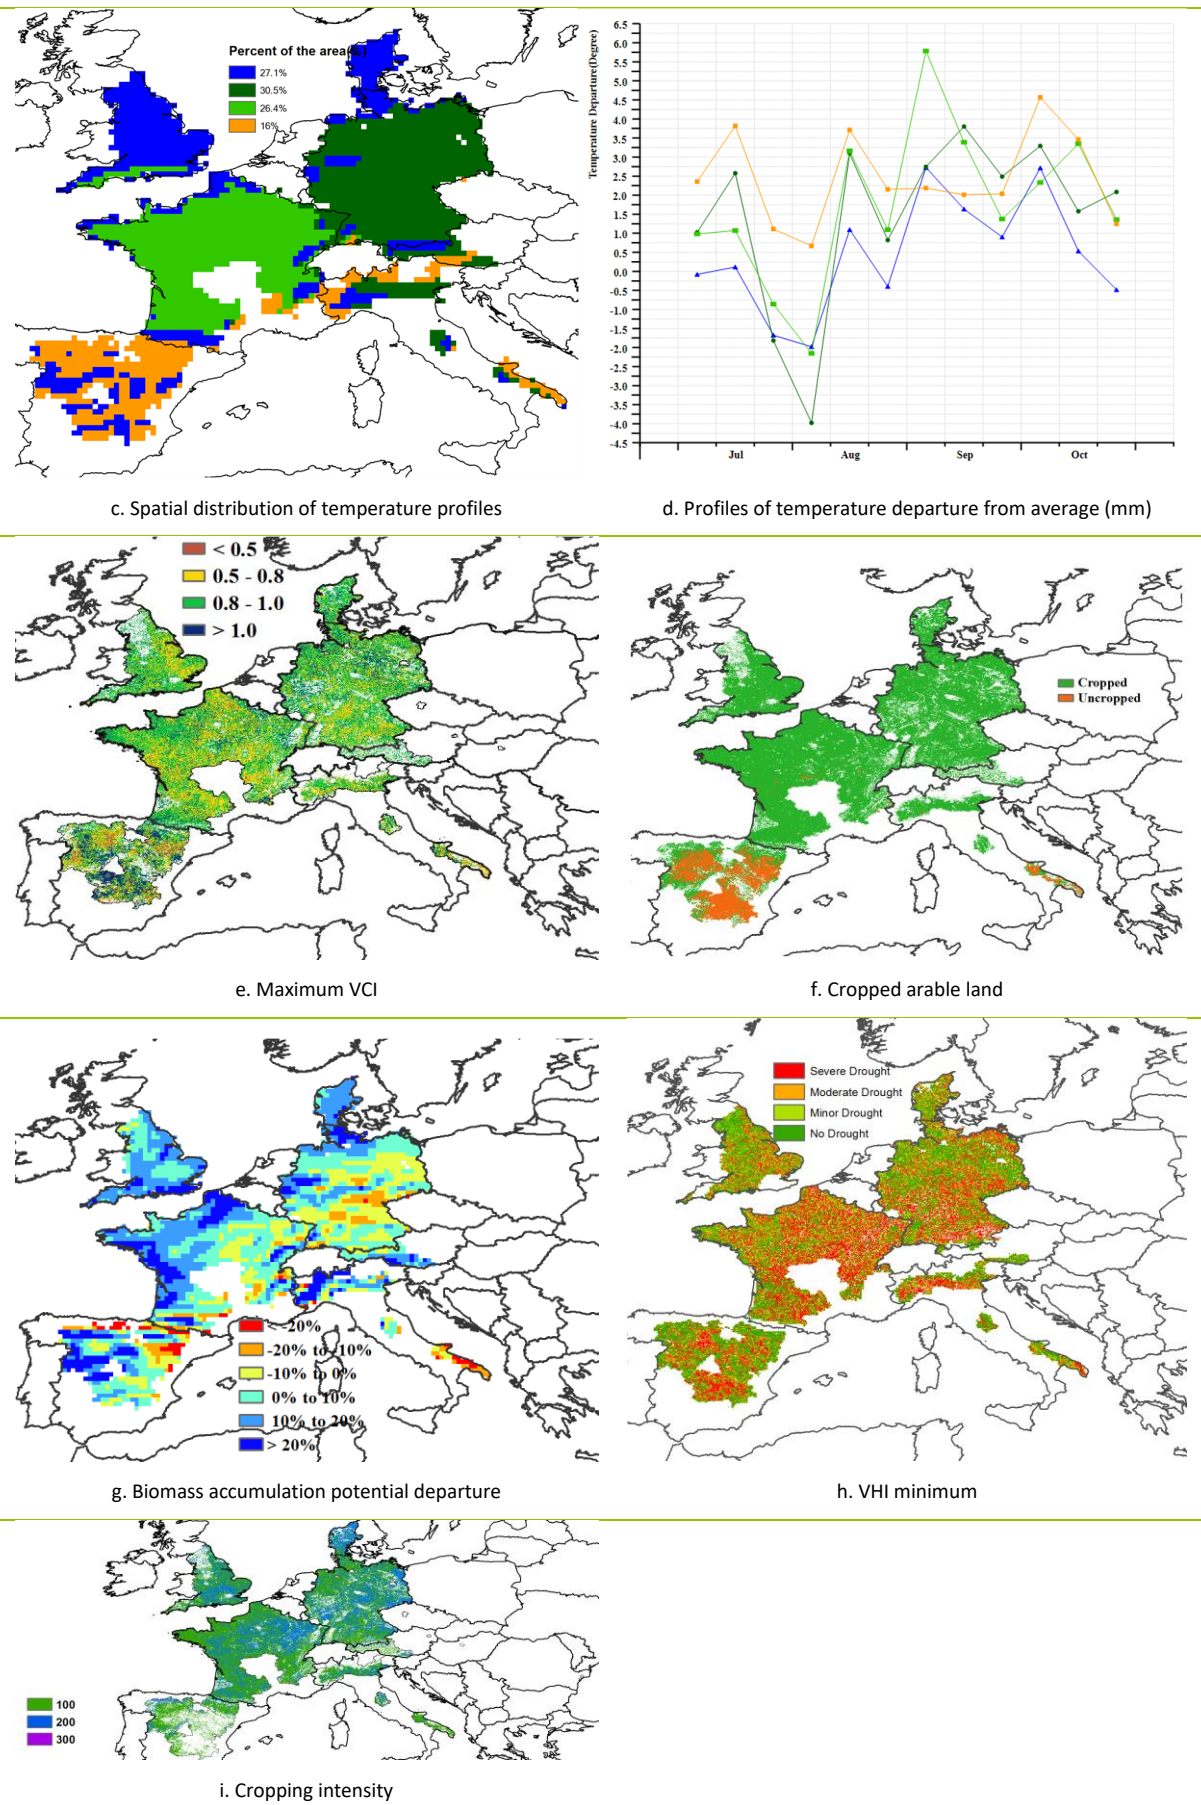 Percent of the area(%)
27.1%
30.5%
26.4%
16%
Temperature Departure(Degree)
6.5
6.0
5.5
5.0
4.5
4.0
3.5
3.0
2.5
2.0
1.5
1.0
0.5
0.0
-0.5
-1.0
-1.5
-2.0
-2.5
-3.0
-3.5
-4.0
-4.5
Jul Aug Sep Oct
c. Spatial distribution of temperature profiles
d. Profiles of temperature departure from average (mm)
< 0.5
0.5 - 0.8
0.8 - 1.0
> 1.0
Cropped
Uncropped
e. Maximum VCI
f. Cropped arable land
< -20%
-20% to -10%
-10% to 0%
0% to 10%
10% to 20%
> 20%
Severe Drought
Moderate Drought
Minor Drought
No Drought
g. Biomass accumulation potential departure
h. VHI minimum
100
200
300
i. Cropping intensity